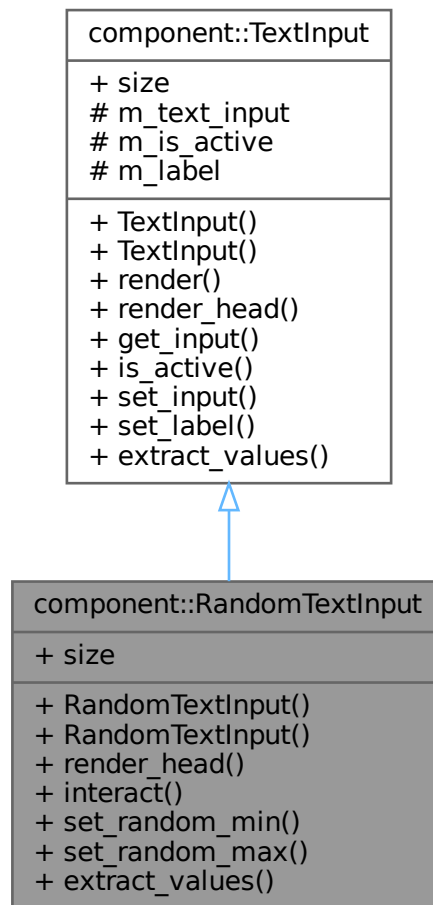 component::TextInput
+ size
# m_text_input
# m_is_active
# m_label
+ TextInput()
+ TextInput()
+ render()
+ render_head()
+ get_input()
+ is_active()
+ set_input()
+ set_label()
+ extract_values()
component::RandomTextInput
+ size
+ RandomTextInput()
+ RandomTextInput()
+ render_head()
+ interact()
+ set_random_min()
+ set_random_max()
+ extract_values()